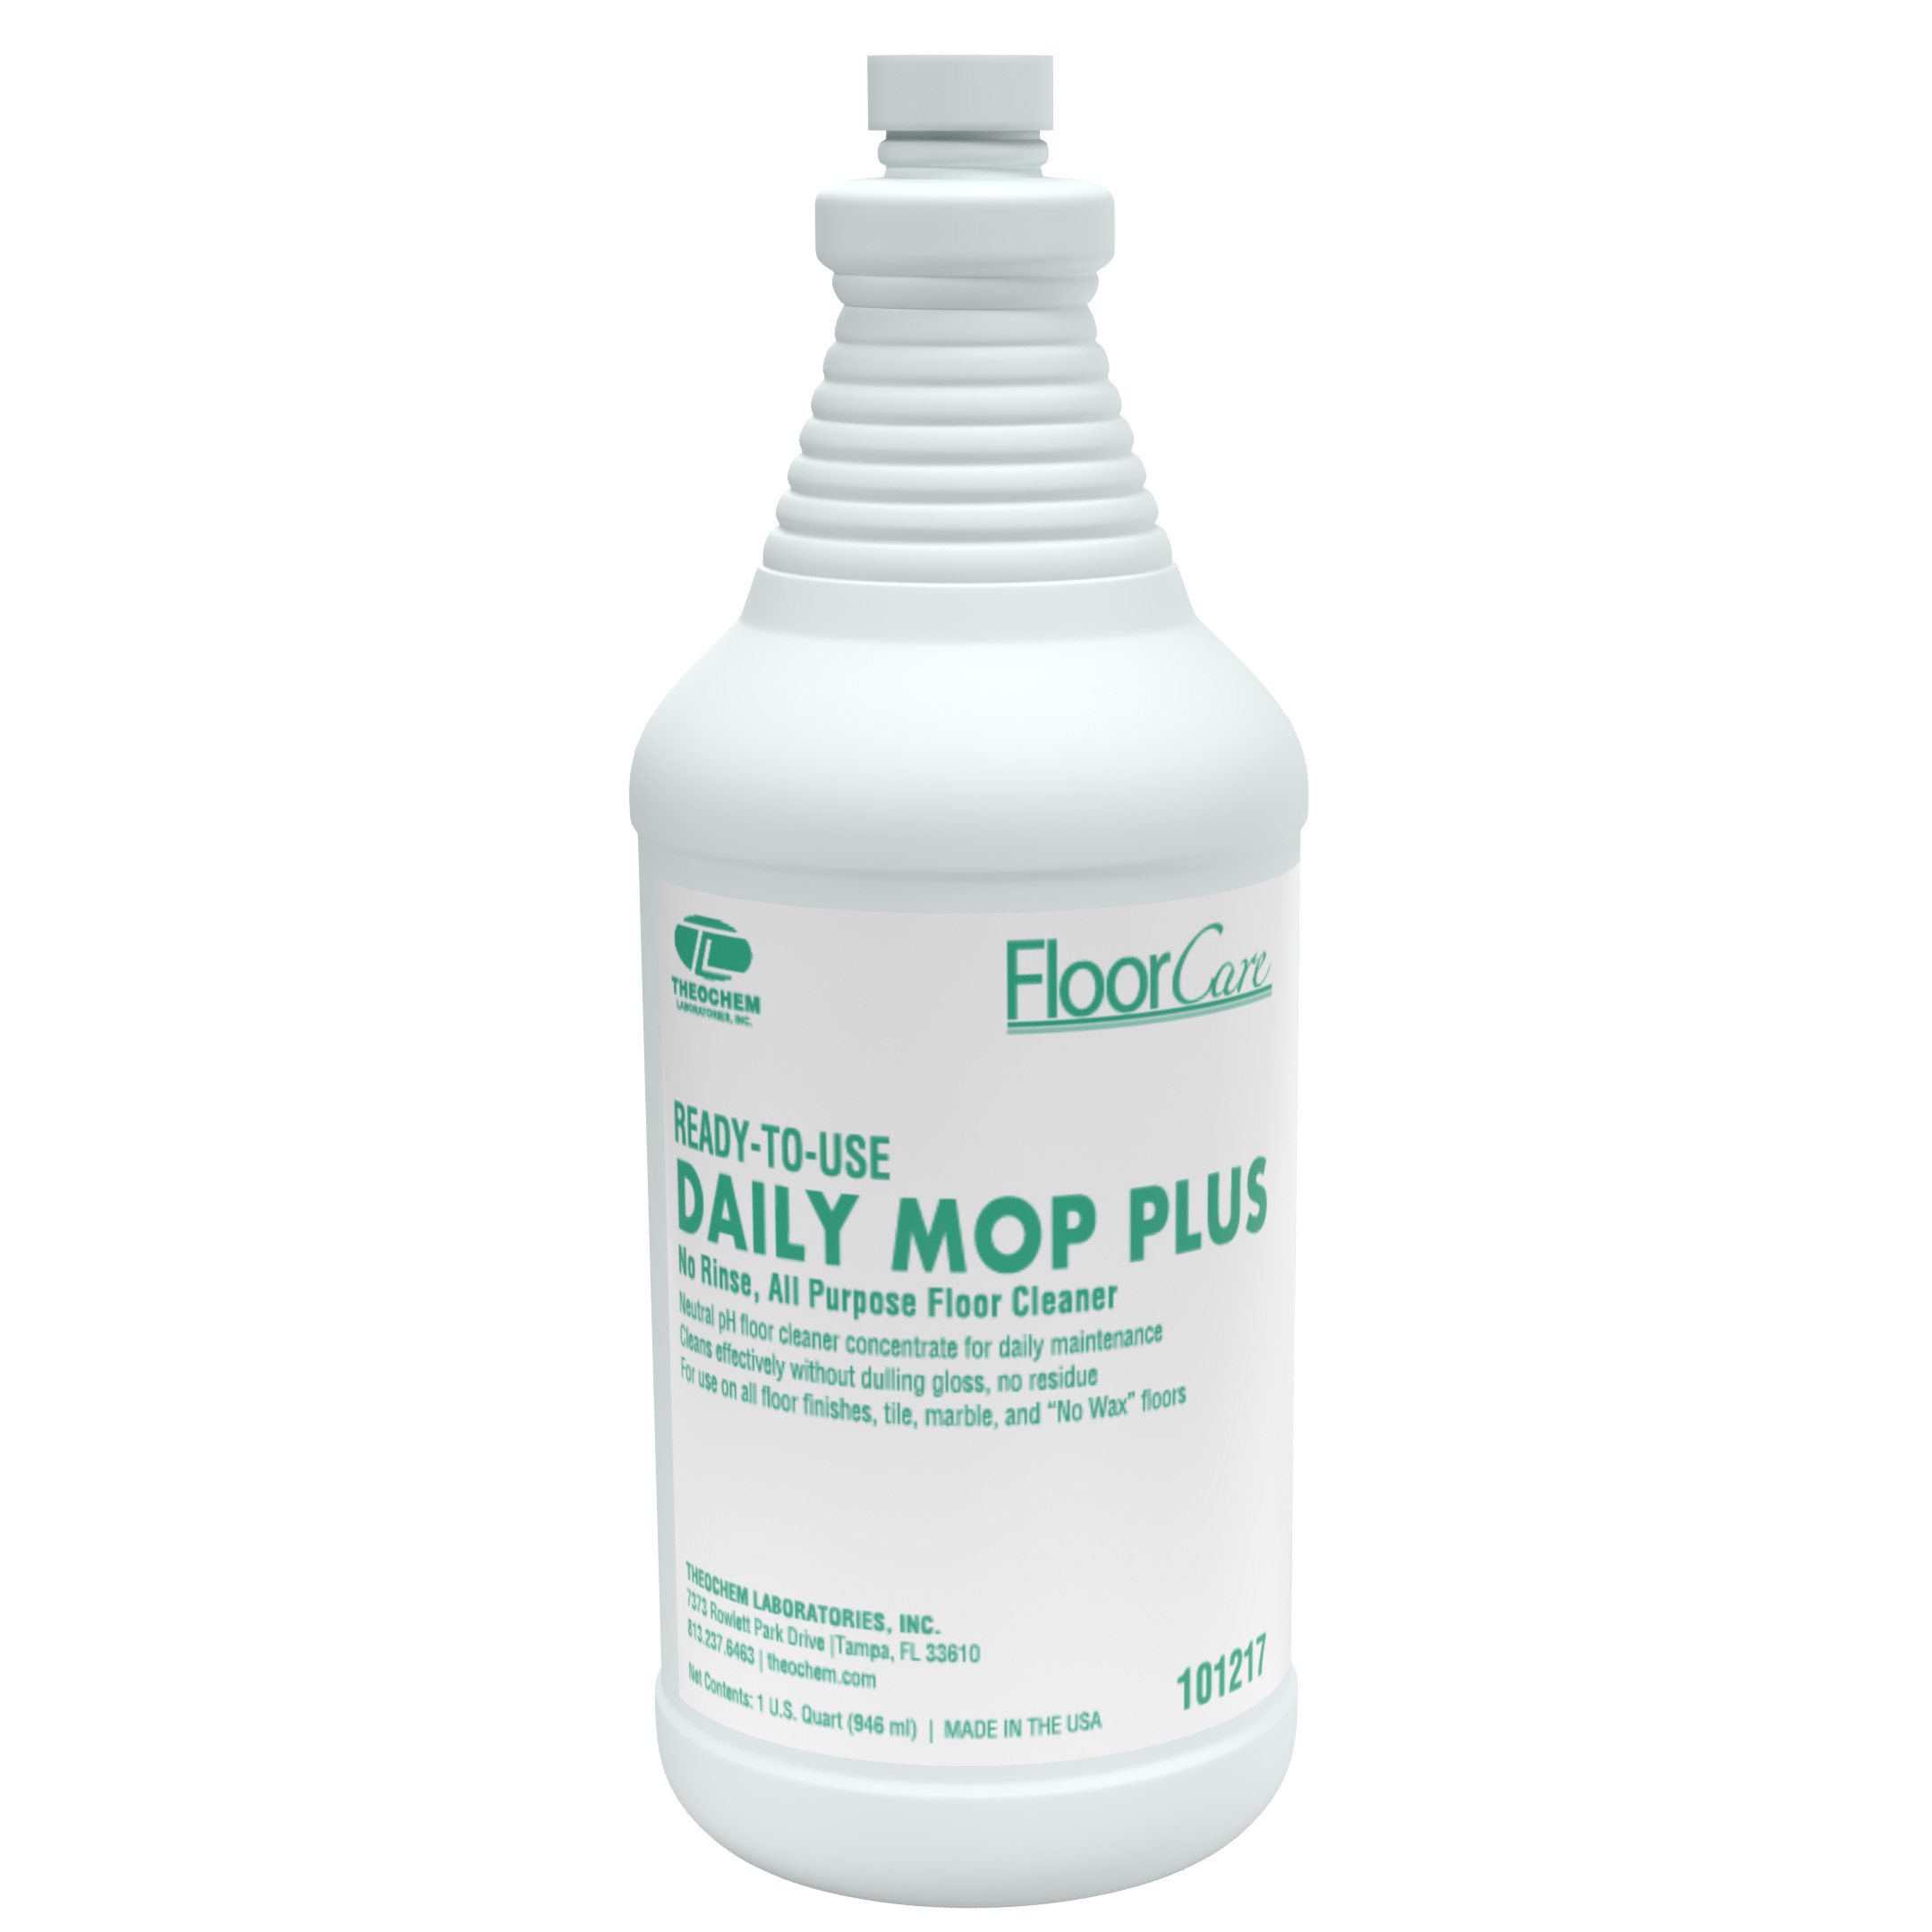 TL
THEOCHEM
LABORATORIES, INC.
FloorCare
READY-TO-USE
DAILY MOP PLUS
No Rinse, All Purpose Floor Cleaner
Neutral pH floor cleaner concentrate for daily maintenance
Cleans effectively without dulling gloss, no residue
For use on all floor finishes, tile, marble, and “No Wax” floors
THEOCHEM LABORATORIES, INC.
7373 Rowlett Park Drive |Tampa, FL 33610
813.237.6463 | theochem.com
Net Contents: 1 U.S. Quart (946 ml) | MADE IN THE USA
101217